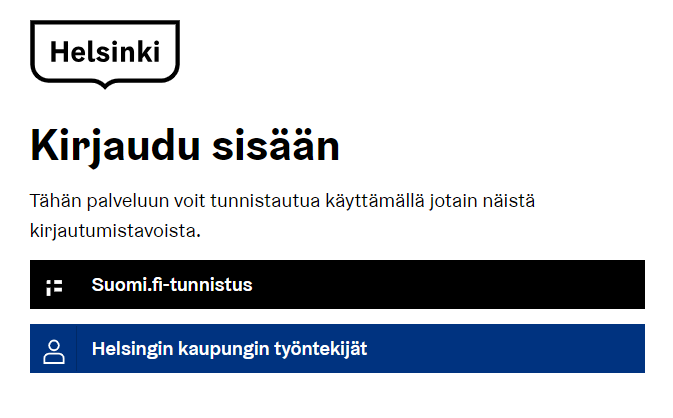 Helsinki
Kirjaudu sisään
Tähän palveluun voit tunnistautua käyttämällä jotain näistä
kirjautumistavoista.
Suomi.fi-tunnistus
Helsingin kaupungin työntekijät